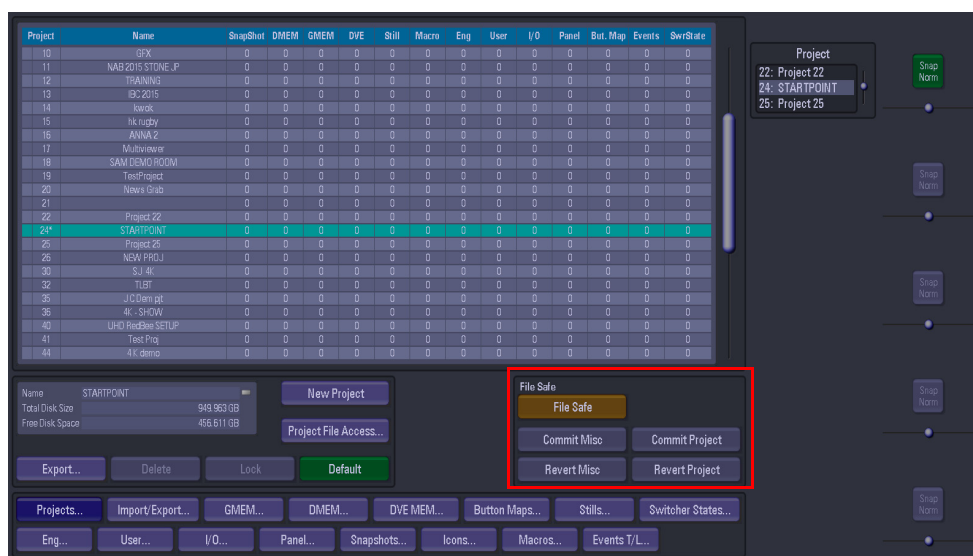 Project Name SnapShot DMEM GMEM DVE Still Macro Eng User I/O Panel But. Map Events SwrState
10 GFX 0 0 0 0 0 0 0 0 0 0 0 0 0
11 NAB 2015 STONE JP 0 0 0 0 0 0 0 0 0 0 0 0 0
12 TRAINING 0 0 0 0 0 0 0 0 0 0 0 0 0
13 IBC 2015 0 0 0 0 0 0 0 0 0 0 0 0 0
14 kwok 0 0 0 0 0 0 0 0 0 0 0 0 0
15 hk rugby 0 0 0 0 0 0 0 0 0 0 0 0 0
16 ANNA 2 0 0 0 0 0 0 0 0 0 0 0 0 0
17 Multiviewer 0 0 0 0 0 0 0 0 0 0 0 0 0
18 SAM DEMO ROOM 0 0 0 0 0 0 0 0 0 0 0 0 0
19 TestProject 0 0 0 0 0 0 0 0 0 0 0 0 0
20 News Grab 0 0 0 0 0 0 0 0 0 0 0 0 0
21 0 0 0 0 0 0 0 0 0 0 0 0 0
22 Project 22 0 0 0 0 0 0 0 0 0 0 0 0 0
24* STARTPOINT 0 0 0 0 0 0 0 0 0 0 0 0 0
25 Project 25 0 0 0 0 0 0 0 0 0 0 0 0 0
26 NEW PROJ 0 0 0 0 0 0 0 0 0 0 0 0 0
30 SJ 4K 0 0 0 0 0 0 0 0 0 0 0 0 0
32 TLBT 0 0 0 0 0 0 0 0 0 0 0 0 0
35 J C Dem pjt 0 0 0 0 0 0 0 0 0 0 0 0 0
36 4K - SHOW 0 0 0 0 0 0 0 0 0 0 0 0 0
40 UHD RedBee SETUP 0 0 0 0 0 0 0 0 0 0 0 0 0
41 Test Proj 0 0 0 0 0 0 0 0 0 0 0 0 0
44 4K demo 0 0 0 0 0 0 0 0 0 0 0 0 0
Project
22: Project 22
24: STARTPOINT
25: Project 25
Snap
Norm
Snap
Norm
Snap
Norm
Snap
Norm
Snap
Norm
Name STARTPOINT
Total Disk Size 949.963 GB
Free Disk Space 456.611 GB
New Project
Project File Access...
Export... Delete Lock Default
File Safe
File Safe
Commit Misc Commit Project
Revert Misc Revert Project
Projects... Import/Export... GMEM... DMEM... DVE MEM... Button Maps... Stills... Switcher States...
Eng... User... I/O... Panel... Snapshots... Icons... Macros... Events T/L...